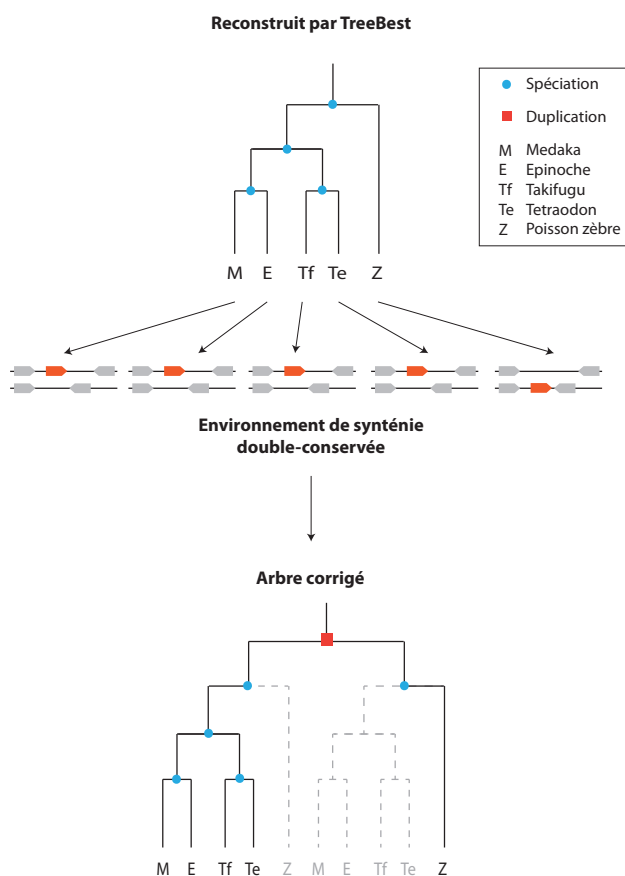 Reconstruit par TreeBest
Spéciation
Duplication
M Medaka
E Epinoche
Tf Takifugu
Te Tetraodon
Z Poisson zèbre
M E Tf Te Z
Environnement de synténie
double-conservée
Arbre corrigé
M E Tf Te Z M E Tf Te Z